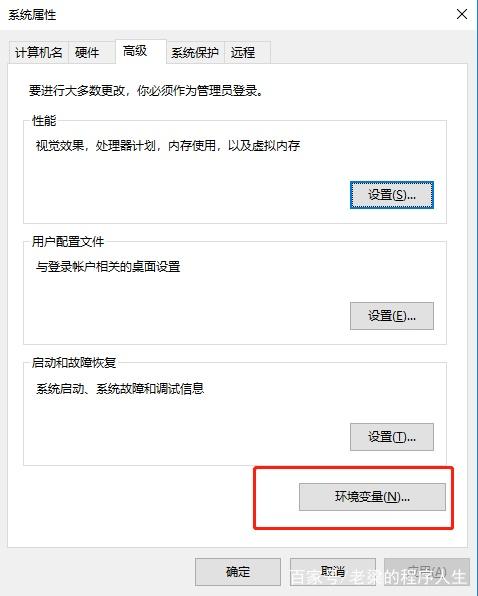 系统属性
计算机名 硬件 高级 系统保护 远程
要进行大多数更改，你必须作为管理员登录。
性能
视觉效果，处理器计划，内存使用，以及虚拟内存
设置(S)...
用户配置文件
与登录帐户相关的桌面设置
设置(E)...
启动和故障恢复
系统启动、系统故障和调试信息
设置(T)...
环境变量(N)...
确定 取消 应用(A)
百家号/老梁的程序人生